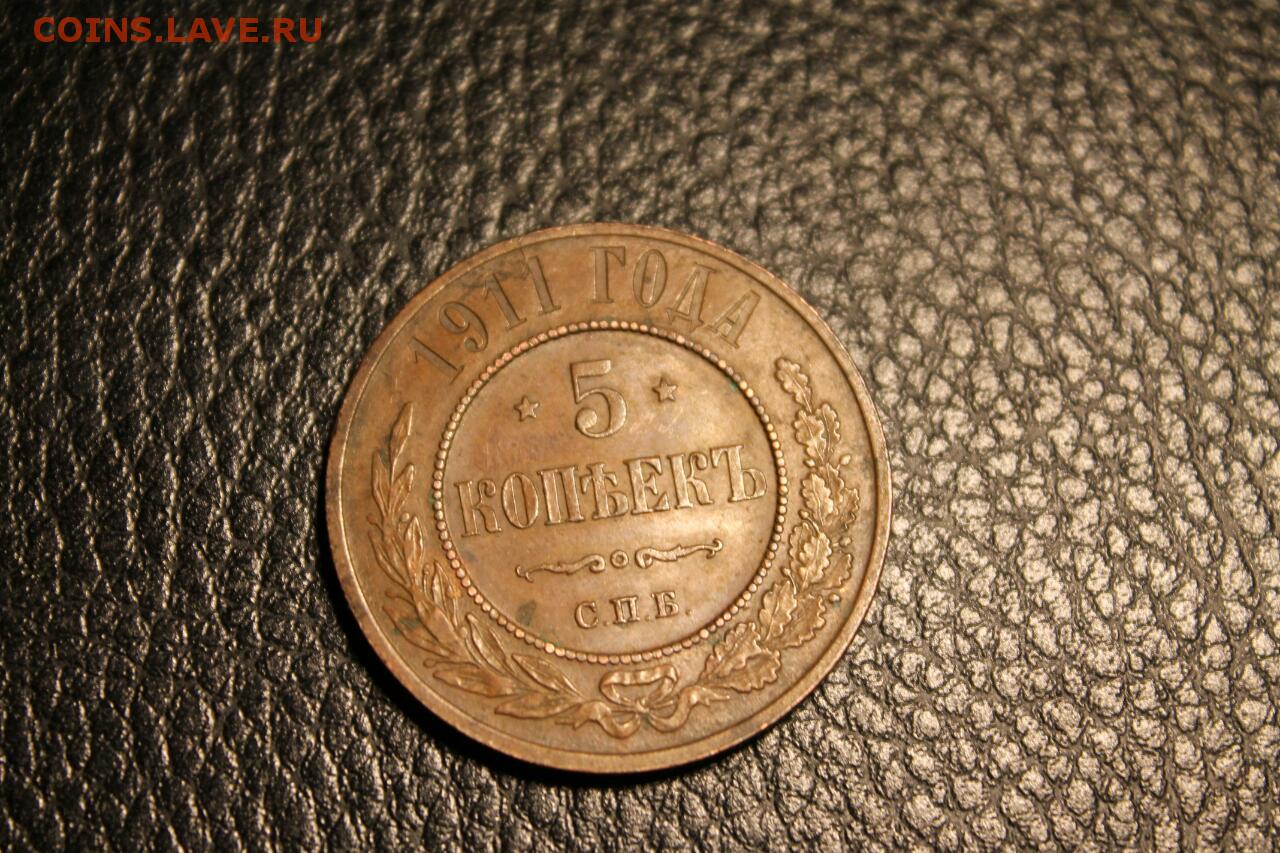 COINS.LAVE.RU
1911 ГОДА
5
КОПѢЕКЪ
С.П.Б.